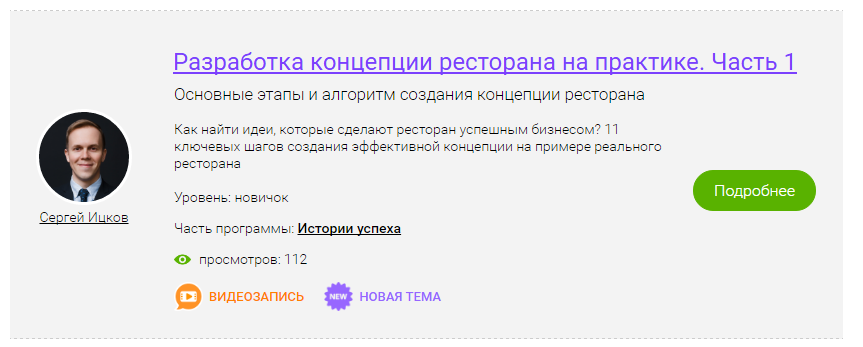 Разработка концепции ресторана на практике. Часть 1
Основные этапы и алгоритм создания концепции ресторана
Как найти идеи, которые сделают ресторан успешным бизнесом? 11
ключевых шагов создания эффективной концепции на примере реального
ресторана
Подробнее
Уровень: новичок
Сергей Ицков
Часть программы: Истории успеха
просмотров: 112
ВИДЕОЗАПИСЬ
NEW НОВАЯ ТЕМА